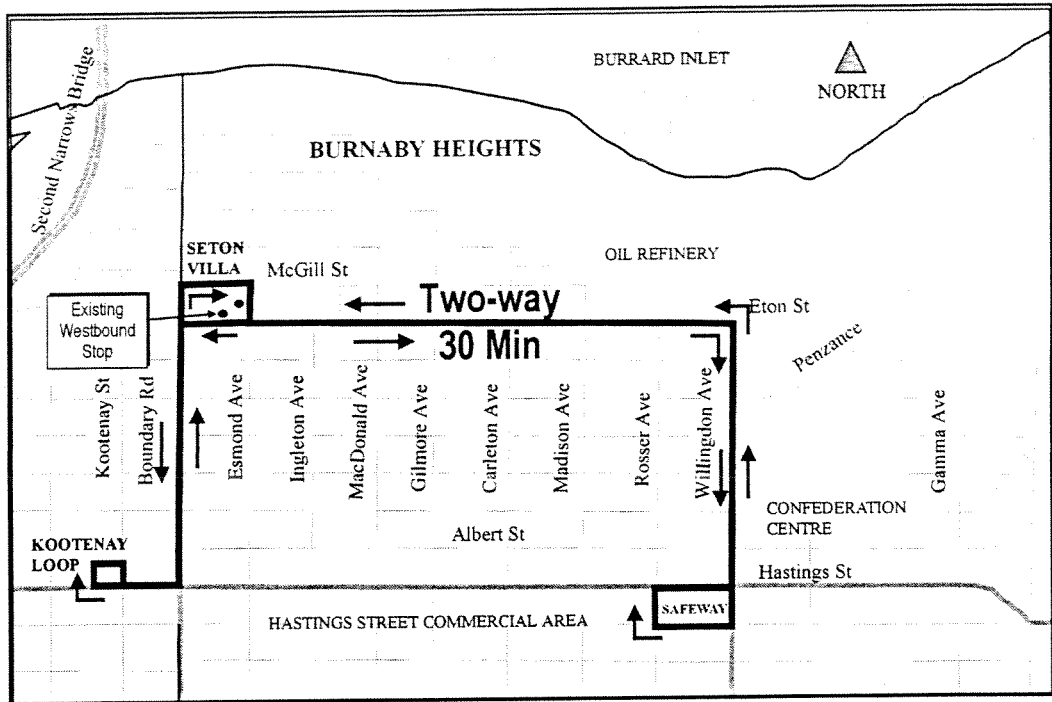 BURRARD INLET
NORTH
Second Narrows Bridge
BURNABY HEIGHTS
SETON
VILLA
McGill St
OIL REFINERY
Existing
Westbound
Stop
Two-way
30 Min
Eton St
Penzance
Kootenay St
Boundary Rd
Esmond Ave
Ingleton Ave
MacDonald Ave
Gilmore Ave
Carleton Ave
Madison Ave
Rosser Ave
Willingdon Ave
Gamma Ave
CONFEDERATION
CENTRE
Albert St
KOOTENAY
LOOP
Hastings St
SAFEWAY
HASTINGS STREET COMMERCIAL AREA